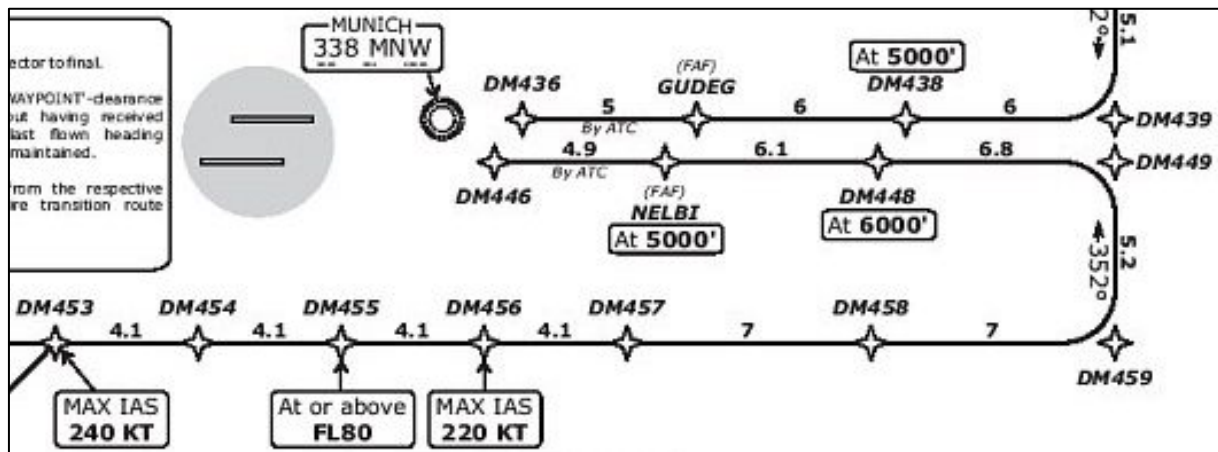 ector to final.
WAYPOINT'-clearance
out having received
last flown heading
maintained.
from the respective
ire transition route
MUNICH
338 MNW
DM436
5
By ATC
(FAF)
GUDEG
6
At 5000'
DM438
6
2°
5.1
DM439
DM446
4.9
By ATC
(FAF)
NELBI
At 5000'
6.1
DM448
At 6000'
6.8
DM449
352°
5.2
DM453
4.1
DM454
4.1
DM455
4.1
DM456
4.1
DM457
7
DM458
7
DM459
MAX IAS
240 KT
At or above
FL80
MAX IAS
220 KT